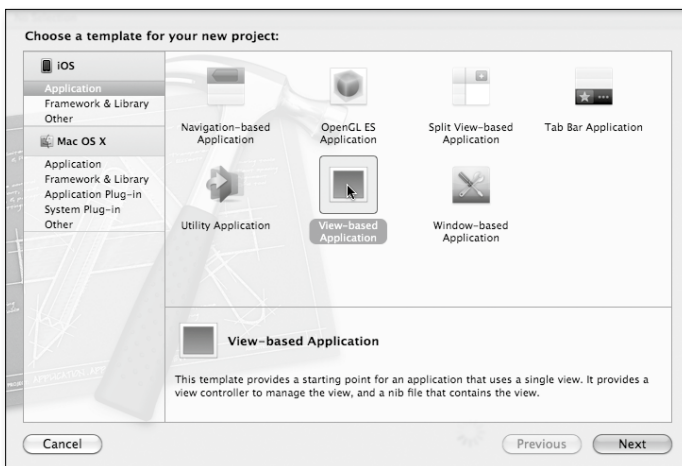 Choose a template for your new project:
iOS
Application
Framework & Library
Other
Mac OS X
Application
Framework & Library
Application Plug-in
System Plug-in
Other
Navigation-based
Application
OpenGL ES
Application
Split View-based
Application
Tab Bar Application
Utility Application
View-based
Application
Window-based
Application
View-based Application
This template provides a starting point for an application that uses a single view. It provides a
view controller to manage the view, and a nib file that contains the view.
Cancel
Previous
Next